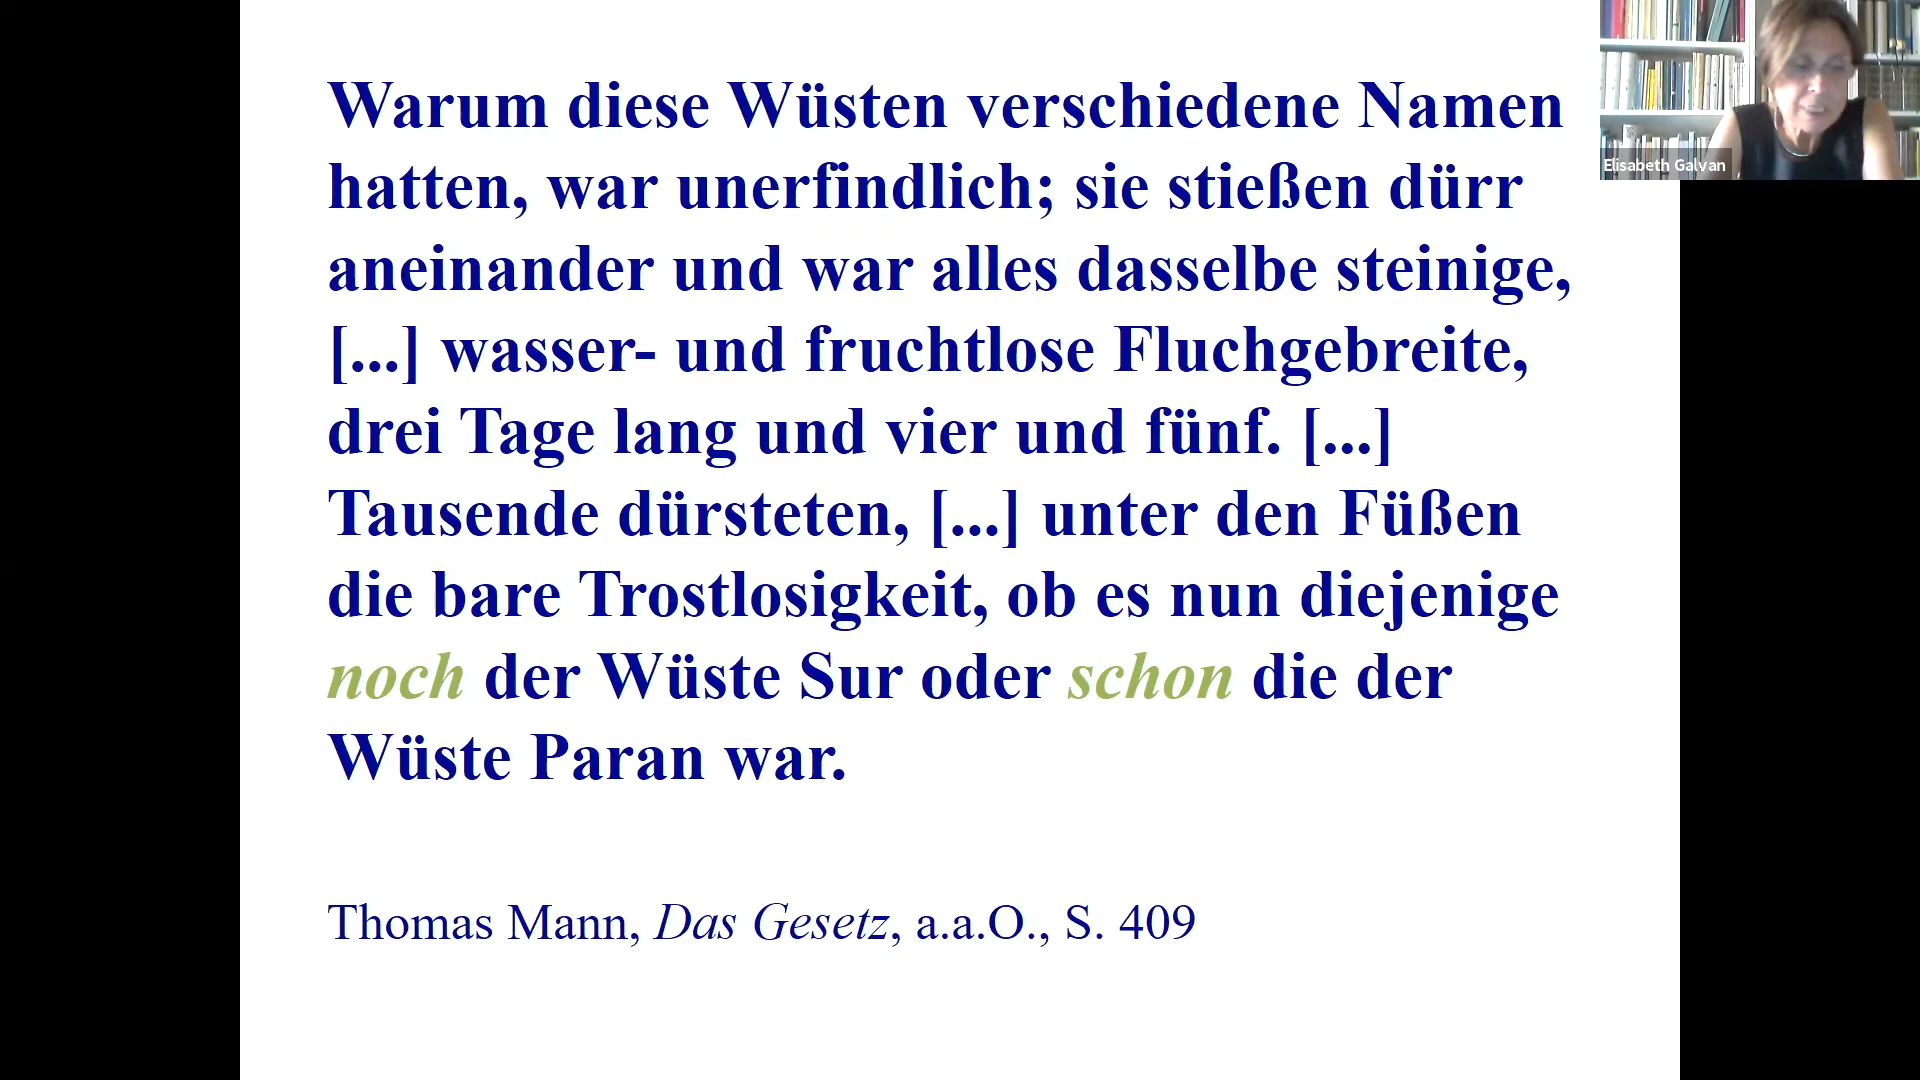 Warum diese Wüsten verschiedene Namen
hatten, war unerfindlich; sie stießen dürr
aneinander und war alles dasselbe steinige,
[...] wasser- und fruchtlose Fluchgebreite,
drei Tage lang und vier und fünf. [...]
Tausende dürsteten, [...] unter den Füßen
die bare Trostlosigkeit, ob es nun diejenige
noch der Wüste Sur oder schon die der
Wüste Paran war.
Thomas Mann, Das Gesetz, a.a.O., S. 409
Elisabeth Galvan